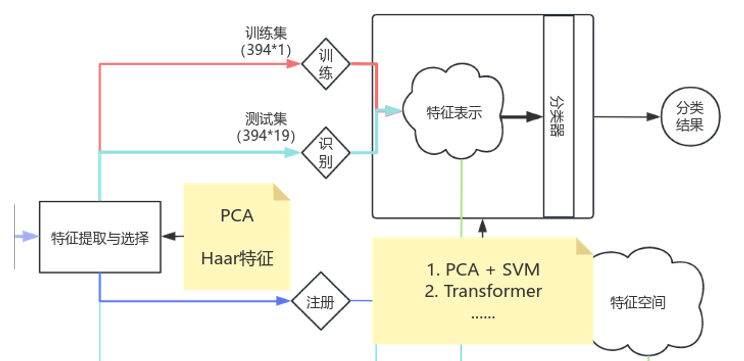 训练集
(394*1)
训
练
测试集
(394*19)
识
别
特征表示
分类器
分类
结果
特征提取与选择
PCA
Haar特征
注册
1. PCA + SVM
2. Transformer
......
特征空间